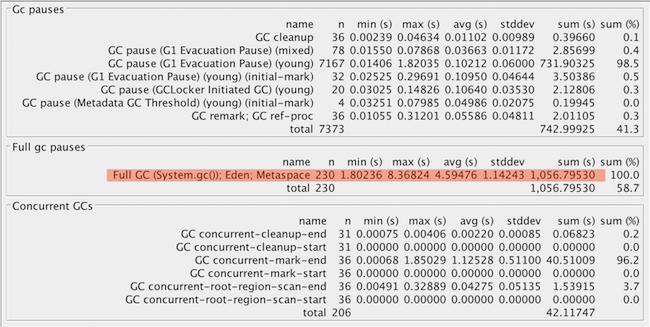 Gc pauses
name n min (s) max (s) avg (s) stddev sum (s) sum (%)
GC cleanup 36 0.00239 0.04634 0.01102 0.00989 0.39660 0.1
GC pause (G1 Evacuation Pause) (mixed) 78 0.01550 0.07868 0.03663 0.01172 2.85699 0.4
GC pause (G1 Evacuation Pause) (young) 7167 0.01406 1.82035 0.10212 0.06000 731.90325 98.5
GC pause (G1 Evacuation Pause) (young) (initial-mark) 32 0.02525 0.29691 0.10950 0.04644 3.50386 0.5
GC pause (GCLocker Initiated GC) (young) 20 0.03025 0.14826 0.10640 0.03530 2.12806 0.3
GC pause (Metadata GC Threshold) (young) (initial-mark) 4 0.03251 0.07985 0.04986 0.02075 0.19945 0.0
GC remark; GC ref-proc 36 0.01055 0.31201 0.05586 0.04811 2.01105 0.3
total 7373 742.99925 41.3
Full gc pauses
name n min (s) max (s) avg (s) stddev sum (s) sum (%)
Full GC (System.gc()); Eden; Metaspace 230 1.80236 8.36824 4.59476 1.14243 1,056.79530 100.0
total 230 1,056.79530 58.7
Concurrent GCs
name n min (s) max (s) avg (s) stddev sum (s) sum (%)
GC concurrent-cleanup-end 31 0.00075 0.00406 0.00220 0.00085 0.06823 0.2
GC concurrent-cleanup-start 31 0.00000 0.00000 0.00000 0.00000 0.00000 0.0
GC concurrent-mark-end 36 0.00068 1.85029 1.12528 0.51100 40.51009 96.2
GC concurrent-mark-start 36 0.00000 0.00000 0.00000 0.00000 0.00000 0.0
GC concurrent-root-region-scan-end 36 0.00491 0.32889 0.04275 0.05135 1.53915 3.7
GC concurrent-root-region-scan-start 36 0.00000 0.00000 0.00000 0.00000 0.00000 0.0
total 206 42.11747